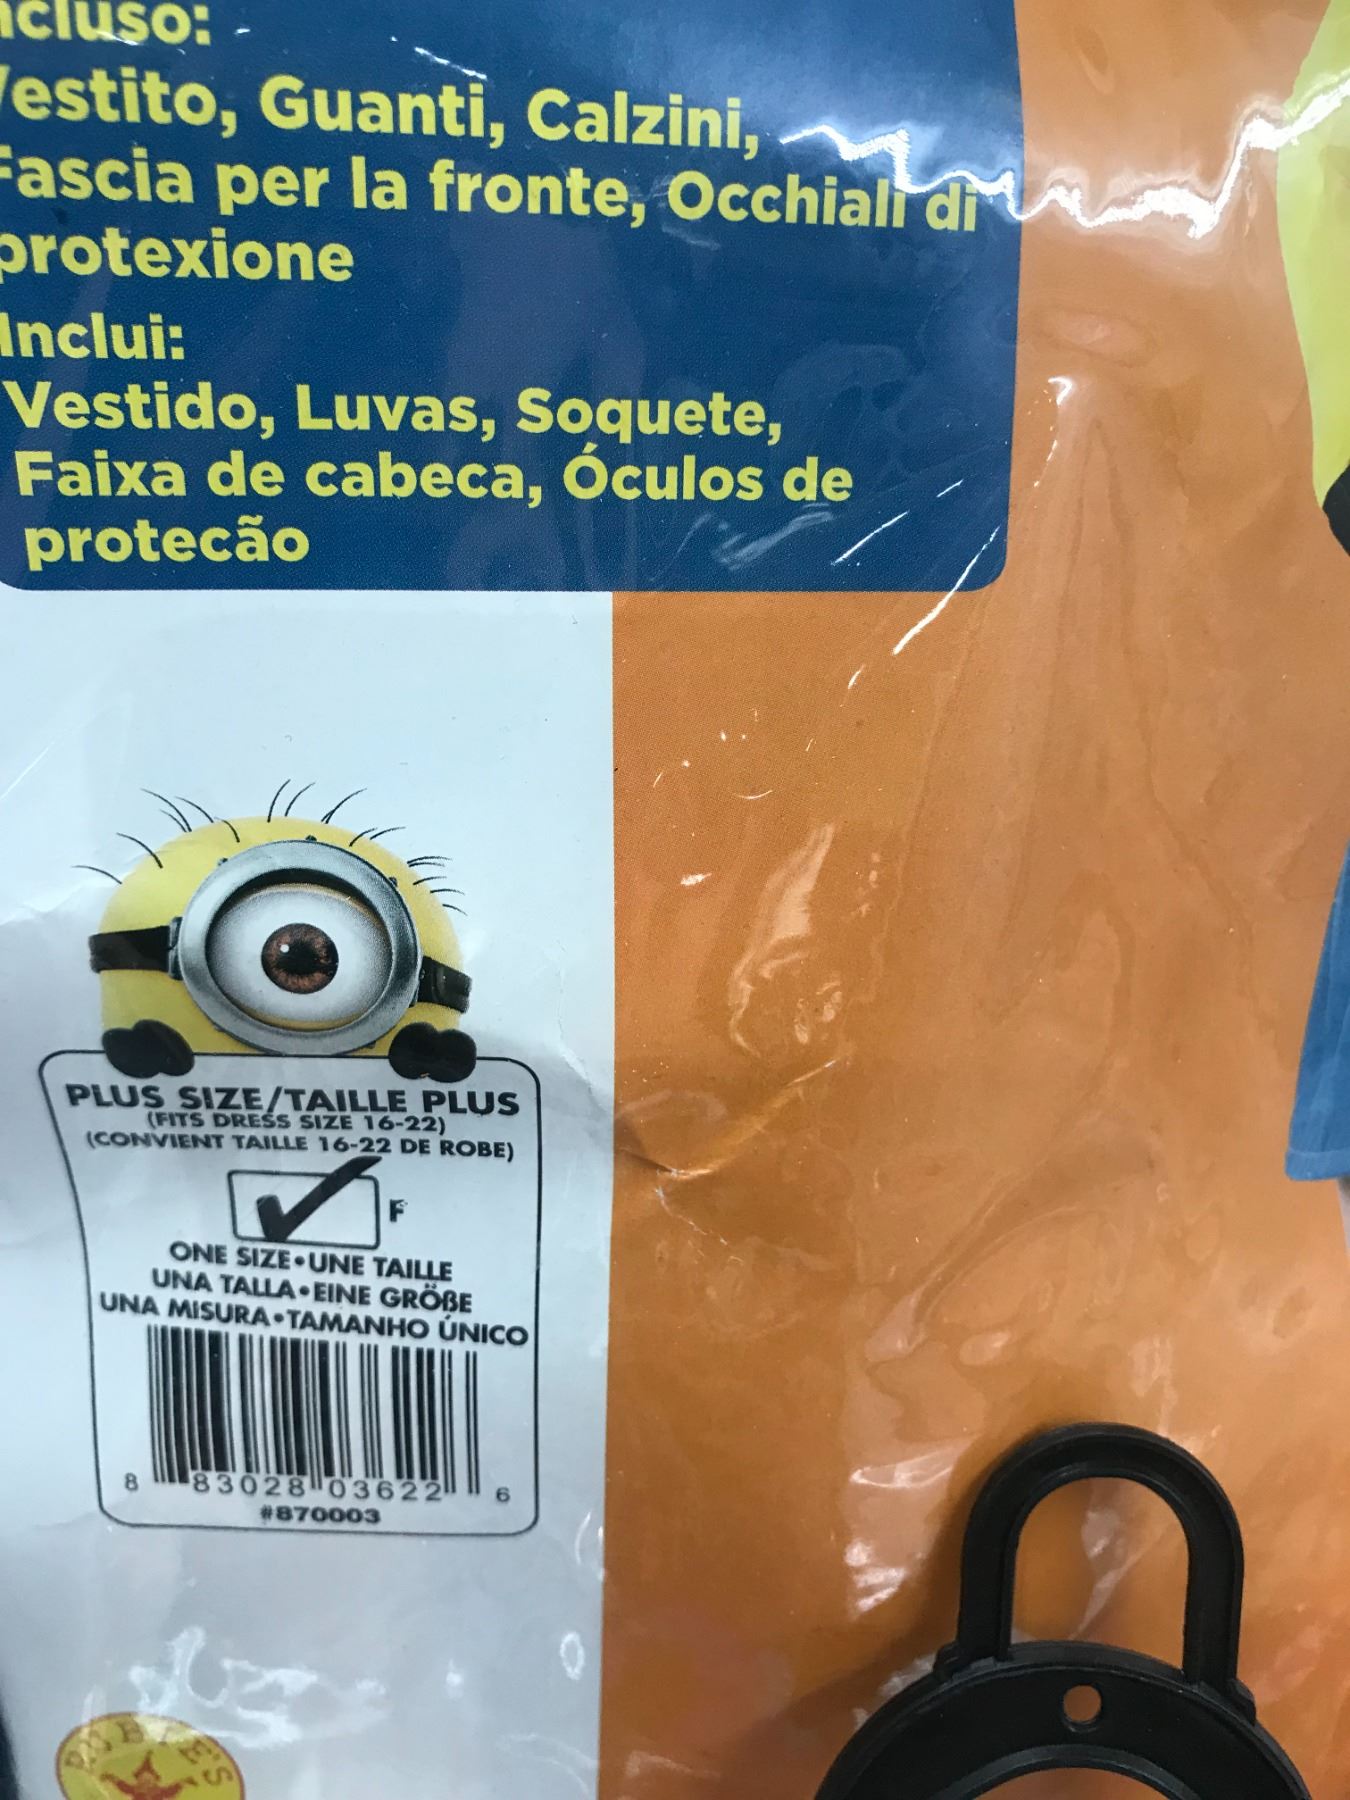 ncluso:
Vestito, Guanti, Calzini,
Fascia per la fronte, Occhiali di
protexione
Inclui:
Vestido, Luvas, Soquete,
Faixa de cabeca, Óculos de
protecão
PLUS SIZE/TAILLE PLUS
(FITS DRESS SIZE 16-22)
(CONVIENT TAILLE 16-22 DE ROBE)
F
ONE SIZE•UNE TAILLE
UNA TALLA•EINE GRÖßE
UNA MISURA•TAMANHO ÚNICO
8 83028 03622 6
#870003
RUBIE'S